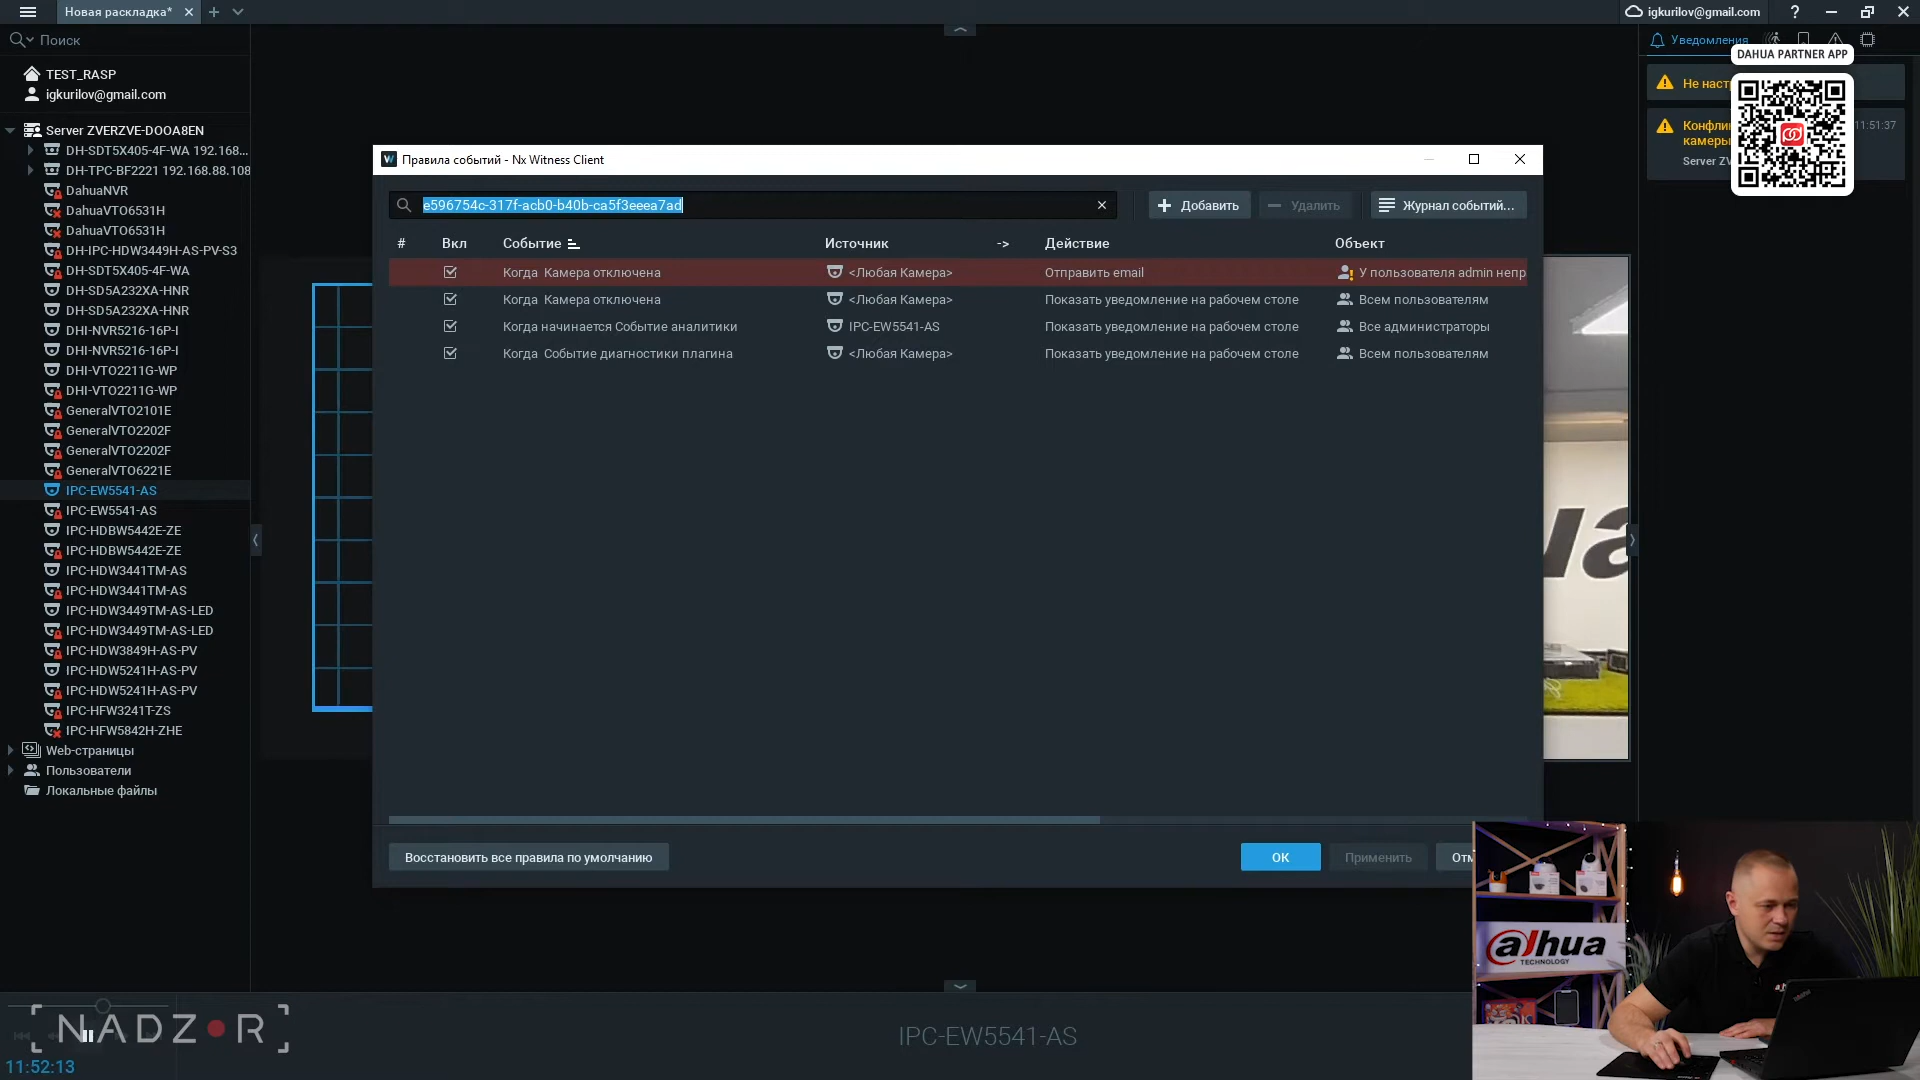 Новая раскладка*
igkurilov@gmail.com
?
Поиск
Уведомления
DAHUA PARTNER APP
TEST_RASP
igkurilov@gmail.com
11:51:37
Server ZVERZVE-DOOA8EN
DH-SDT5X405-4F-WA 192.168...
DH-TPC-BF2221 192.168.88.108
DahuaNVR
DahuaVTO6531H
DahuaVTO6531H
DH-IPC-HDW3449H-AS-PV-S3
DH-SDT5X405-4F-WA
DH-SD5A232XA-HNR
DH-SD5A232XA-HNR
DHI-NVR5216-16P-I
DHI-NVR5216-16P-I
DHI-VTO2211G-WP
DHI-VTO2211G-WP
GeneralVTO2101E
GeneralVTO2202F
GeneralVTO2202F
GeneralVTO6221E
IPC-EW5541-AS
IPC-EW5541-AS
IPC-HDBW5442E-ZE
IPC-HDBW5442E-ZE
IPC-HDW3441TM-AS
IPC-HDW3441TM-AS
IPC-HDW3449TM-AS-LED
IPC-HDW3449TM-AS-LED
IPC-HDW3849H-AS-PV
IPC-HDW5241H-AS-PV
IPC-HDW5241H-AS-PV
IPC-HFW3241T-ZS
IPC-HFW5842H-ZHE
Web-страницы
Пользователи
Локальные файлы
Правила событий - Nx Witness Client
e596754c-317f-acb0-b40b-ca5f3eeea7ad
Добавить
Удалить
Журнал событий...
# Вкл Событие Источник -> Действие Объект
Когда Камера отключена <Любая Камера> Отправить email У пользователя admin непр
Когда Камера отключена <Любая Камера> Показать уведомление на рабочем столе Всем пользователям
Когда начинается Событие аналитики IPC-EW5541-AS Показать уведомление на рабочем столе Все администраторы
Когда Событие диагностики плагина <Любая Камера> Показать уведомление на рабочем столе Всем пользователям
Восстановить все правила по умолчанию
OK
Применить
Отм
alhua
TECHNOLOGY
NADZOR
IPC-EW5541-AS
11:52:13